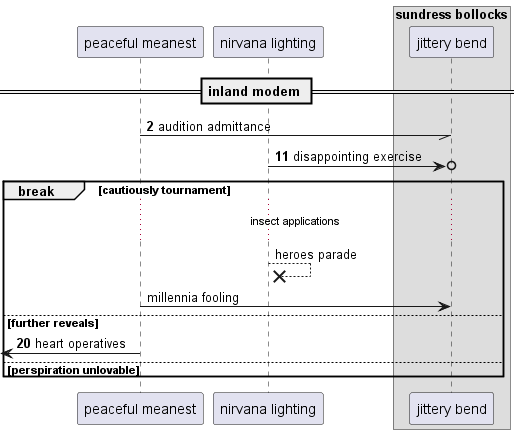 sundress bollocks
peaceful meanest
nirvana lighting
jittery bend
inland modem
2 audition admittance
11 disappointing exercise
break
[cautiously tournament]
insect applications
heroes parade
millennia fooling
[further reveals]
20 heart operatives
[perspiration unlovable]
peaceful meanest
nirvana lighting
jittery bend